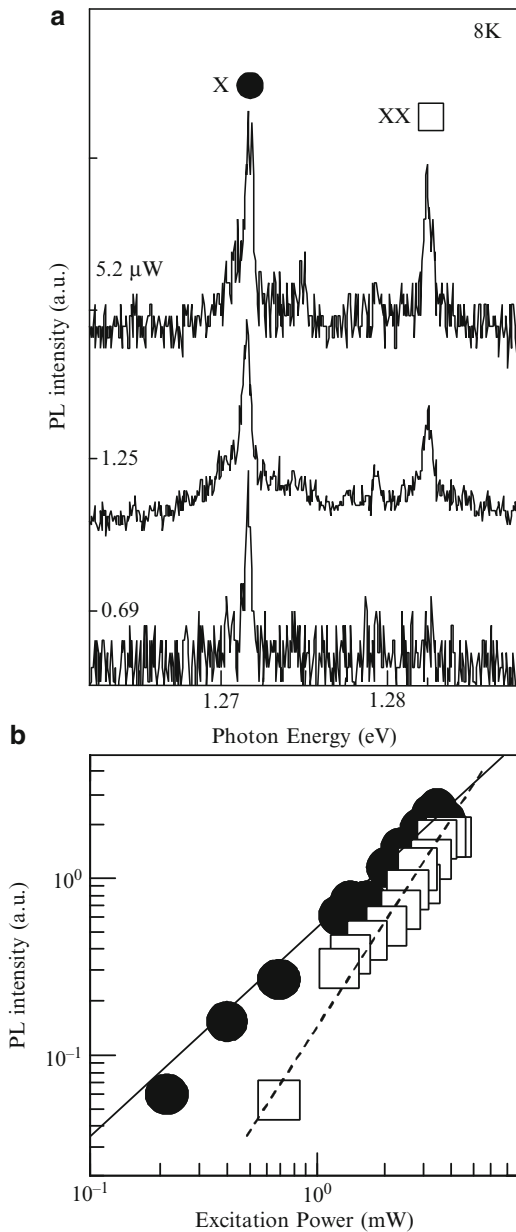 a
8K
X
XX
5.2 µW
1.25
0.69
PL intensity (a.u.)
1.27
1.28
Photon Energy (eV)
b
10⁰
10⁻¹
PL intensity (a.u.)
10⁻¹
10⁰
Excitation Power (mW)